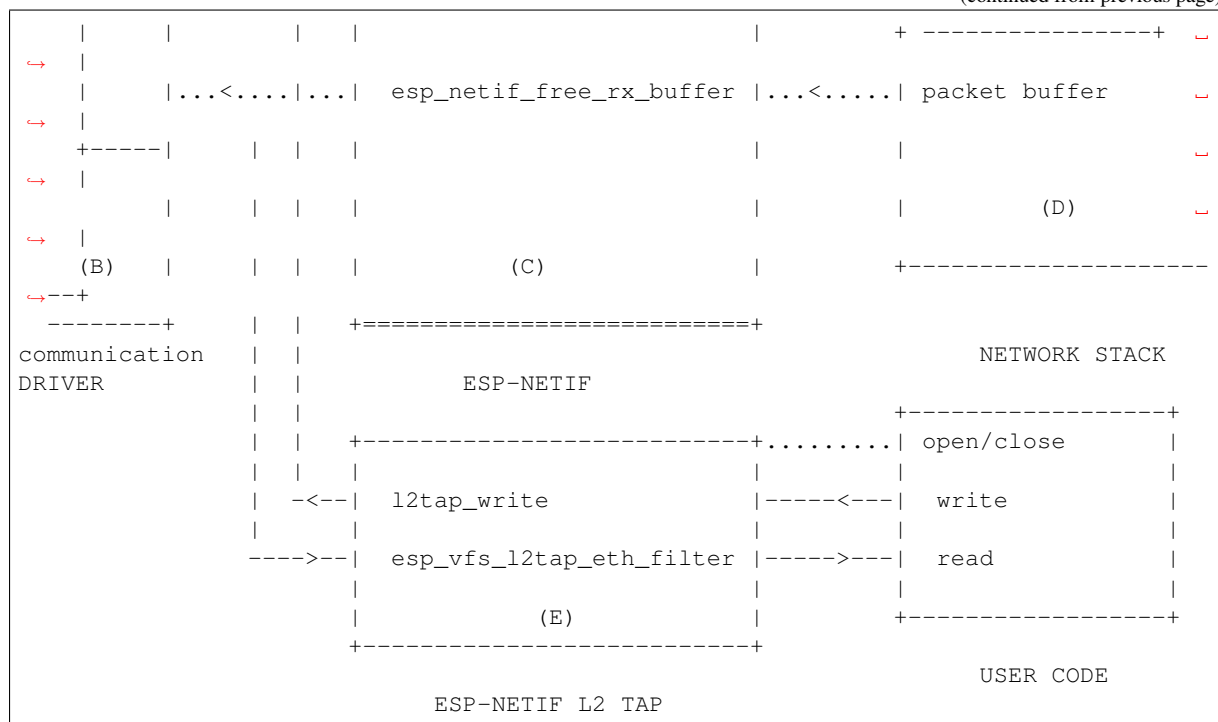 (continued from previous page)
|      |        |  |                           |         + ----------------+  ␣
↪   |
|      |...<....|...|  esp_netif_free_rx_buffer |...<.....| packet buffer      ␣
↪   |
+-----|     |  |   |                           |         |                    ␣
↪   |
|     |  |   |                           |         |         (D)        ␣
↪   |
(B)   |     |  |   |          (C)              |         +---------------------
↪--+
--------+     |  |   +===========================+
communication   |  |                                               NETWORK STACK
DRIVER          |  |           ESP-NETIF
|  |                                         +------------------+
|  |   +---------------------------+.........| open/close       |
|  |   |                           |         |                  |
|  -<--|  l2tap_write              |-----<---|  write           |
|      |                           |         |                  |
---->--|  esp_vfs_l2tap_eth_filter |----->---|  read            |
|                           |         |                  |
|            (E)            |         +------------------+
+---------------------------+
USER CODE
ESP-NETIF L2 TAP